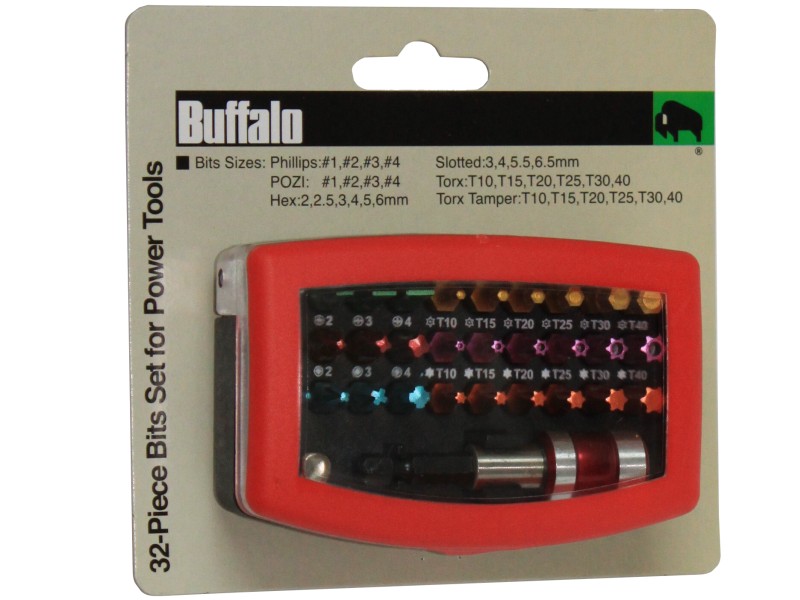 Buffalo
®
■ Bits Sizes: Phillips:#1,#2,#3,#4 Slotted:3,4,5.5,6.5mm
POZI: #1,#2,#3,#4 Torx:T10,T15,T20,T25,T30,40
Hex:2,2.5,3,4,5,6mm Torx Tamper:T10,T15,T20,T25,T30,40
32-Piece Bits Set for Power Tools
2 3 4 T10 T15 T20 T25 T30 T40
2 3 4 T10 T15 T20 T25 T30 T40